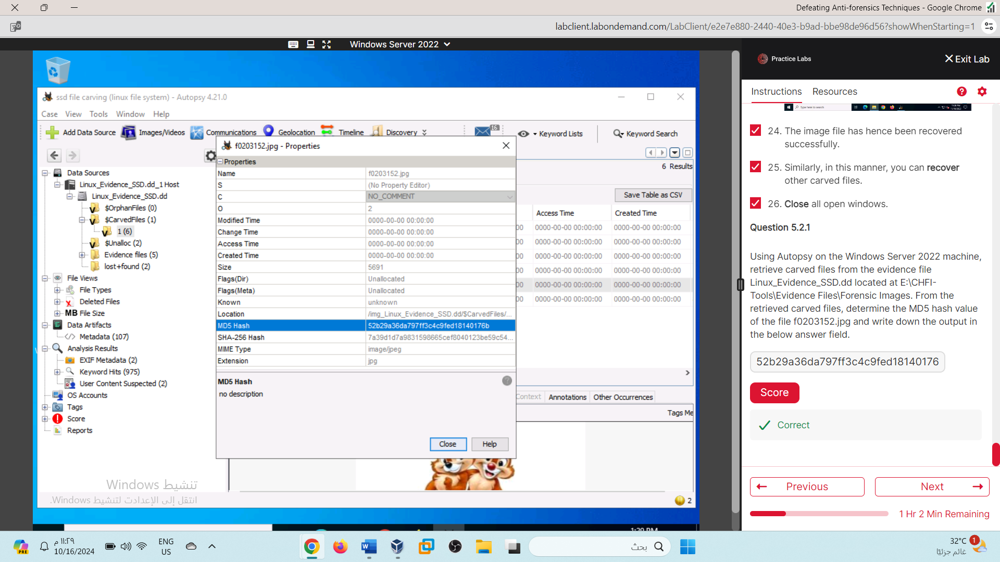 Defeating Anti-forensics Techniques - Google Chrome
labclient.labondemand.com/LabClient/e2e7e880-2440-40e3-b9ad-bbe98de96d56?showWhenStarting=1
Windows Server 2022
ssd file carving (linux file system) - Autopsy 4.21.0
Case View Tools Window Help
Add Data Source Images/Videos Communications Geolocation Timeline Discovery 16 Keyword Lists Keyword Search
Data Sources
Linux_Evidence_SSD.dd_1 Host
Linux_Evidence_SSD.dd
$OrphanFiles (0)
$CarvedFiles (1)
1 (6)
$Unalloc (2)
Evidence files (5)
lost+found (2)
File Views
File Types
Deleted Files
MB File Size
Data Artifacts
Metadata (107)
Analysis Results
EXIF Metadata (2)
Keyword Hits (975)
User Content Suspected (2)
OS Accounts
Tags
Score
Reports
f0203152.jpg - Properties
Properties
Name f0203152.jpg
S (No Property Editor)
C NO_COMMENT
O 2
Modified Time 0000-00-00 00:00:00
Change Time 0000-00-00 00:00:00
Access Time 0000-00-00 00:00:00
Created Time 0000-00-00 00:00:00
Size 5691
Flags(Dir) Unallocated
Flags(Meta) Unallocated
Known unknown
Location /img_Linux_Evidence_SSD.dd/$CarvedFiles/...
MD5 Hash 52b29a36da797ff3c4c9fed18140176b
SHA-256 Hash 7a39d1d7a9831598665cef8040123be59c54...
MIME Type image/jpeg
Extension jpg
MD5 Hash
no description
Close Help
6 Results
Save Table as CSV
Access Time Created Time
00 0000-00-00 00:00:00 0000-00-00 00:00:00
00 0000-00-00 00:00:00 0000-00-00 00:00:00
00 0000-00-00 00:00:00 0000-00-00 00:00:00
00 0000-00-00 00:00:00 0000-00-00 00:00:00
00 0000-00-00 00:00:00 0000-00-00 00:00:00
00 0000-00-00 00:00:00 0000-00-00 00:00:00
Context Annotations Other Occurrences
Tags Me
تنشيط Windows
انتقل إلى الإعدادت لتنشيط Windows.
2
Practice Labs
Exit Lab
Instructions Resources
Type here to search
24. The image file has hence been recovered
successfully.
25. Similarly, in this manner, you can recover
other carved files.
26. Close all open windows.
Question 5.2.1
Using Autopsy on the Windows Server 2022 machine,
retrieve carved files from the evidence file
Linux_Evidence_SSD.dd located at E:\CHFI-
Tools\Evidence Files\Forensic Images. From the
retrieved carved files, determine the MD5 hash value
of the file f0203152.jpg and write down the output in
the below answer field.
52b29a36da797ff3c4c9fed18140176
Score
Correct
Previous Next
1 Hr 2 Min Remaining
PRE
١١:٢٩ م
10/16/2024
ENG
US
بحث
32°C
غائم جزئيًا
1